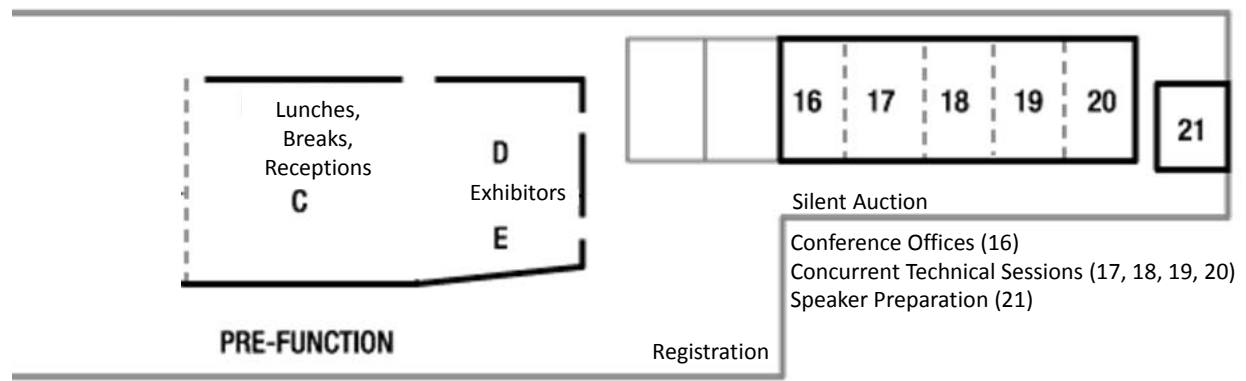 Lunches,
Breaks,
Receptions
C
D
Exhibitors
E
16
17
18
19
20
21
Silent Auction
Conference Offices (16)
Concurrent Technical Sessions (17, 18, 19, 20)
Speaker Preparation (21)
PRE-FUNCTION
Registration